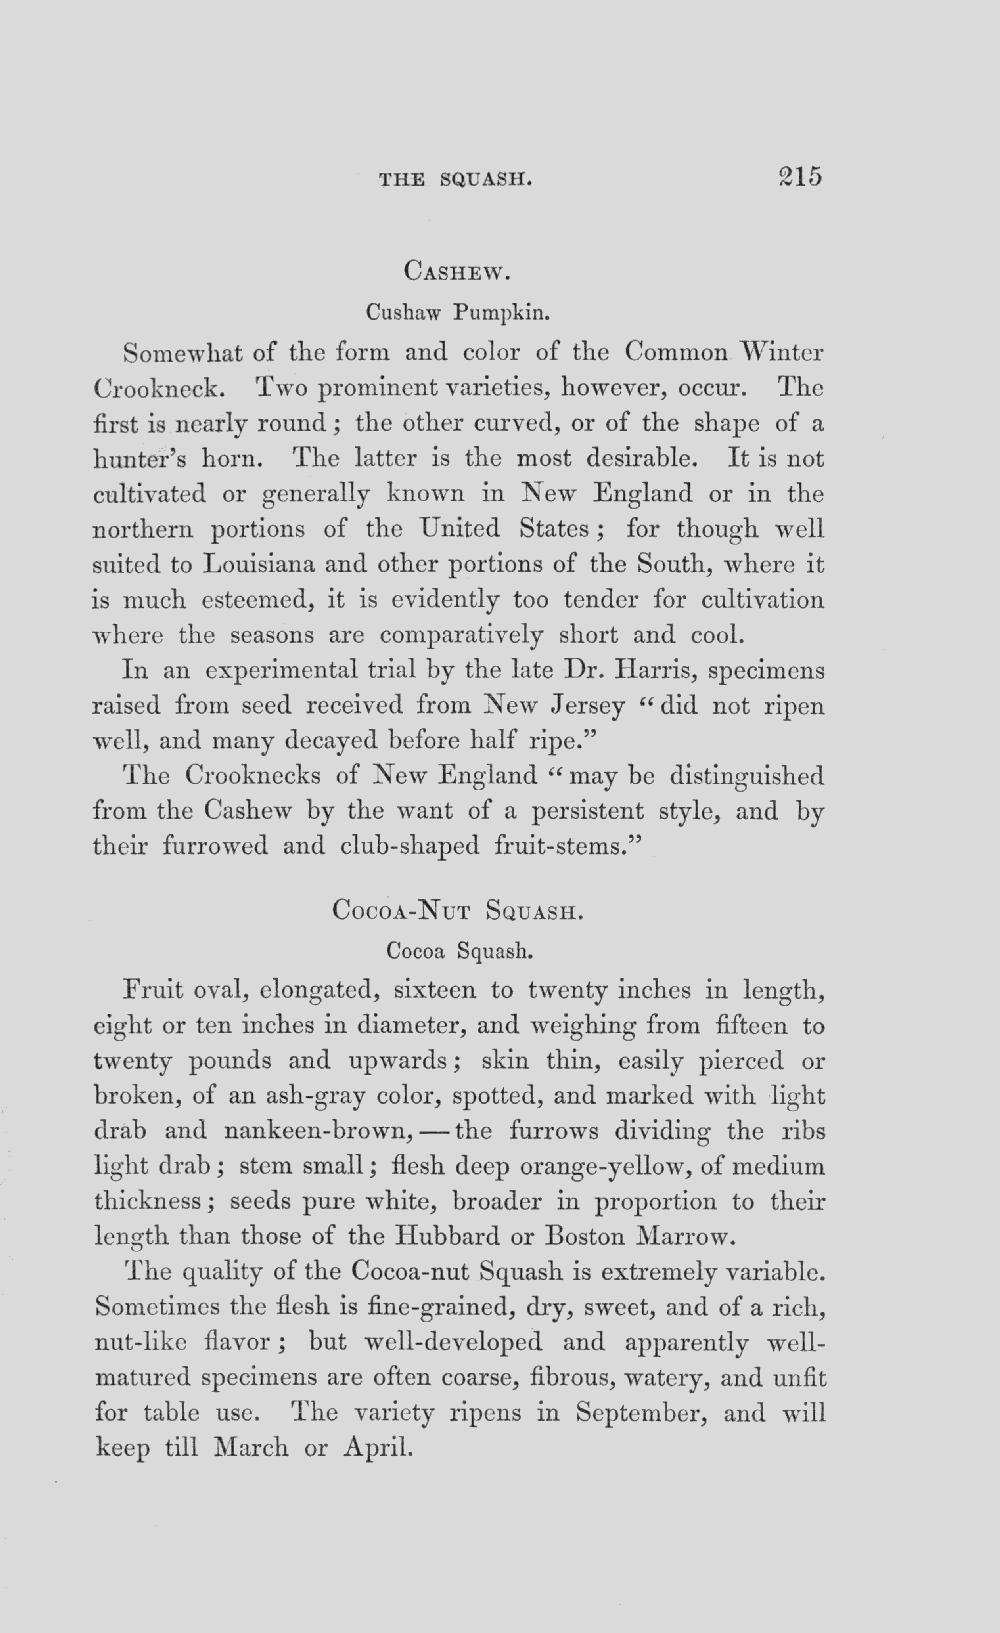 THE SQUASH. 215
CASHEW.
Cushaw Pumpkin.
Somewhat of the form and color of the Common Winter
Crookneck. Two prominent varieties, however, occur. The
first is nearly round; the other curved, or of the shape of a
hunter's horn. The latter is the most desirable. It is not
cultivated or generally known in New England or in the
northern portions of the United States; for though well
suited to Louisiana and other portions of the South, where it
is much esteemed, it is evidently too tender for cultivation
where the seasons are comparatively short and cool.
In an experimental trial by the late Dr. Harris, specimens
raised from seed received from New Jersey "did not ripen
well, and many decayed before half ripe."
The Crooknecks of New England "may be distinguished
from the Cashew by the want of a persistent style, and by
their furrowed and club-shaped fruit-stems."
COCOA-NUT SQUASH.
Cocoa Squash.
Fruit oval, elongated, sixteen to twenty inches in length,
eight or ten inches in diameter, and weighing from fifteen to
twenty pounds and upwards; skin thin, easily pierced or
broken, of an ash-gray color, spotted, and marked with light
drab and nankeen-brown, — the furrows dividing the ribs
light drab; stem small; flesh deep orange-yellow, of medium
thickness; seeds pure white, broader in proportion to their
length than those of the Hubbard or Boston Marrow.
The quality of the Cocoa-nut Squash is extremely variable.
Sometimes the flesh is fine-grained, dry, sweet, and of a rich,
nut-like flavor; but well-developed and apparently well-
matured specimens are often coarse, fibrous, watery, and unfit
for table use. The variety ripens in September, and will
keep till March or April.